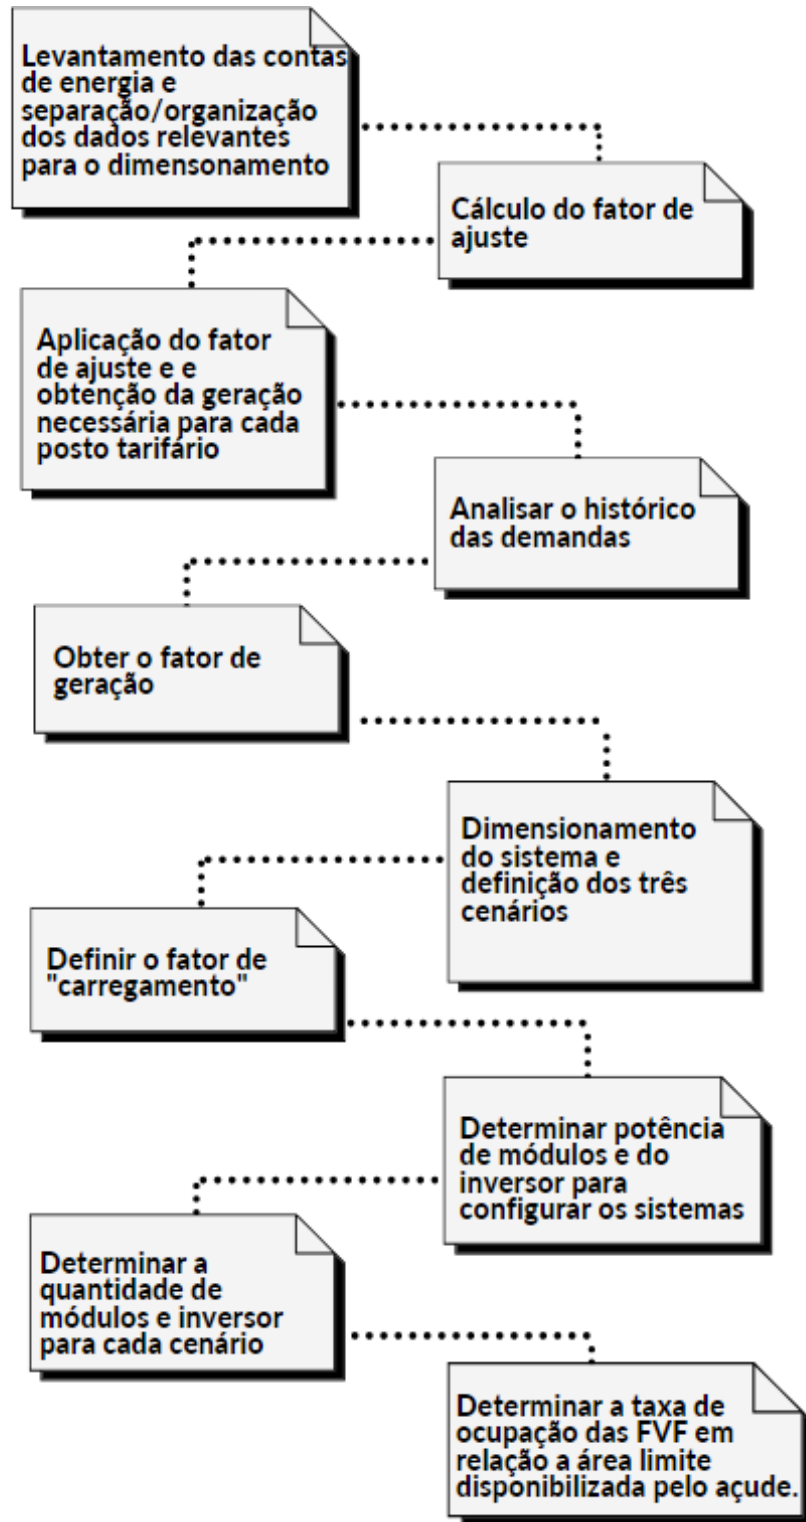 Levantamento das contas
de energia e
separação/organização
dos dados relevantes
para o dimensonamento
Cálculo do fator de
ajuste
Aplicação do fator
de ajuste e e
obtenção da geração
necessária para cada
posto tarifário
Analisar o histórico
das demandas
Obter o fator de
geração
Dimensionamento
do sistema e
definição dos três
cenários
Definir o fator de
"carregamento"
Determinar potência
de módulos e do
inversor para
configurar os sistemas
Determinar a
quantidade de
módulos e inversor
para cada cenário
Determinar a taxa de
ocupação das FVF em
relação a área limite
disponibilizada pelo açude.